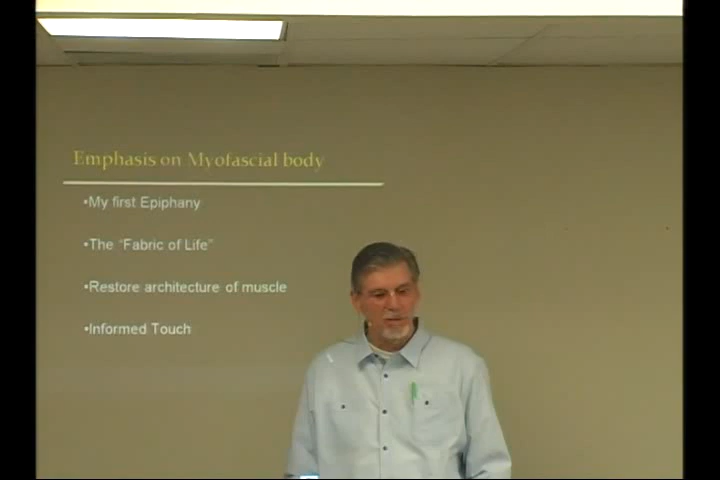 Emphasis on Myofascial body
•My first Epiphany
•The “Fabric of Life”
•Restore architecture of muscle
•Informed Touch